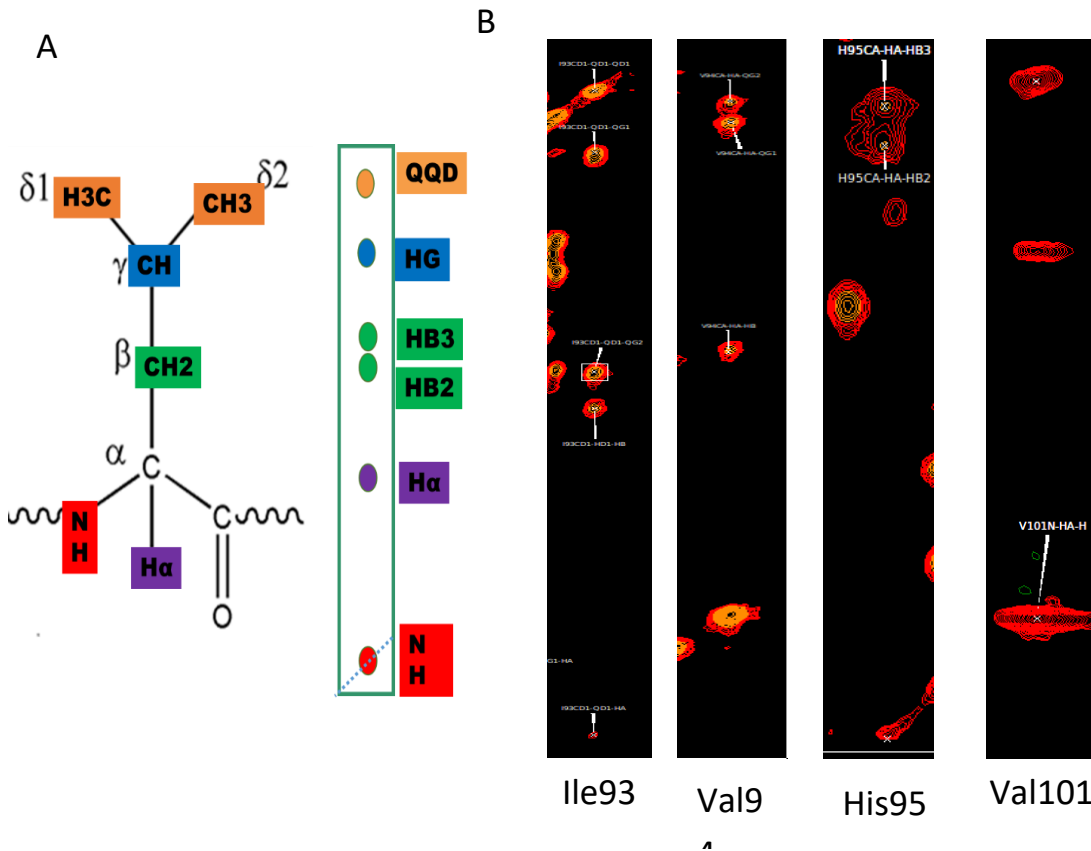 A
B
δ1
H3C
CH3
δ2
γ
CH
β
CH2
α
C
C
N
H
Hα
O
QQD
HG
HB3
HB2
Hα
N
H
I93CD1-QD1-QD1
I93CD1-QD1-QG1
I93CD1-QD1-QG2
I93CD1-HD1-HB
G1-HA
I93CD1-QD1-HA
V94CA-HA-QG2
V94CA-HA-QG1
V94CA-HA-HB
H95CA-HA-HB3
H95CA-HA-HB2
V101N-HA-H
Ile93
Val9
His95
Val101